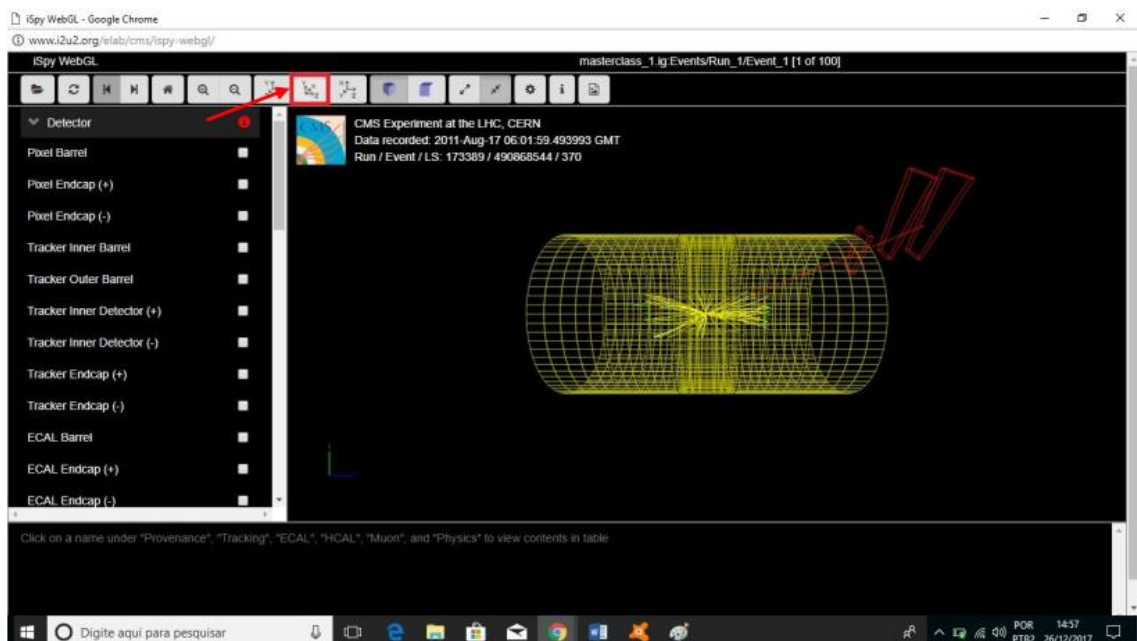 iSpy WebGL - Google Chrome
www.i2u2.org/elab/cms/ispy-webgl/
iSpy WebGL
masterclass_1.ig:Events/Run_1/Event_1 [1 of 100]
Detector
Pixel Barrel
Pixel Endcap (+)
Pixel Endcap (-)
Tracker Inner Barrel
Tracker Outer Barrel
Tracker Inner Detector (+)
Tracker Inner Detector (-)
Tracker Endcap (+)
Tracker Endcap (-)
ECAL Barrel
ECAL Endcap (+)
ECAL Endcap (-)
CMS
CMS Experiment at the LHC, CERN
Data recorded: 2011-Aug-17 06:01:59.493993 GMT
Run / Event / LS: 173389 / 490868544 / 370
Click on a name under "Provenance", "Tracking", "ECAL", "HCAL", "Muon", and "Physics" to view contents in table
Digite aqui para pesquisar
POR
PTB2
14:57
26/12/2017